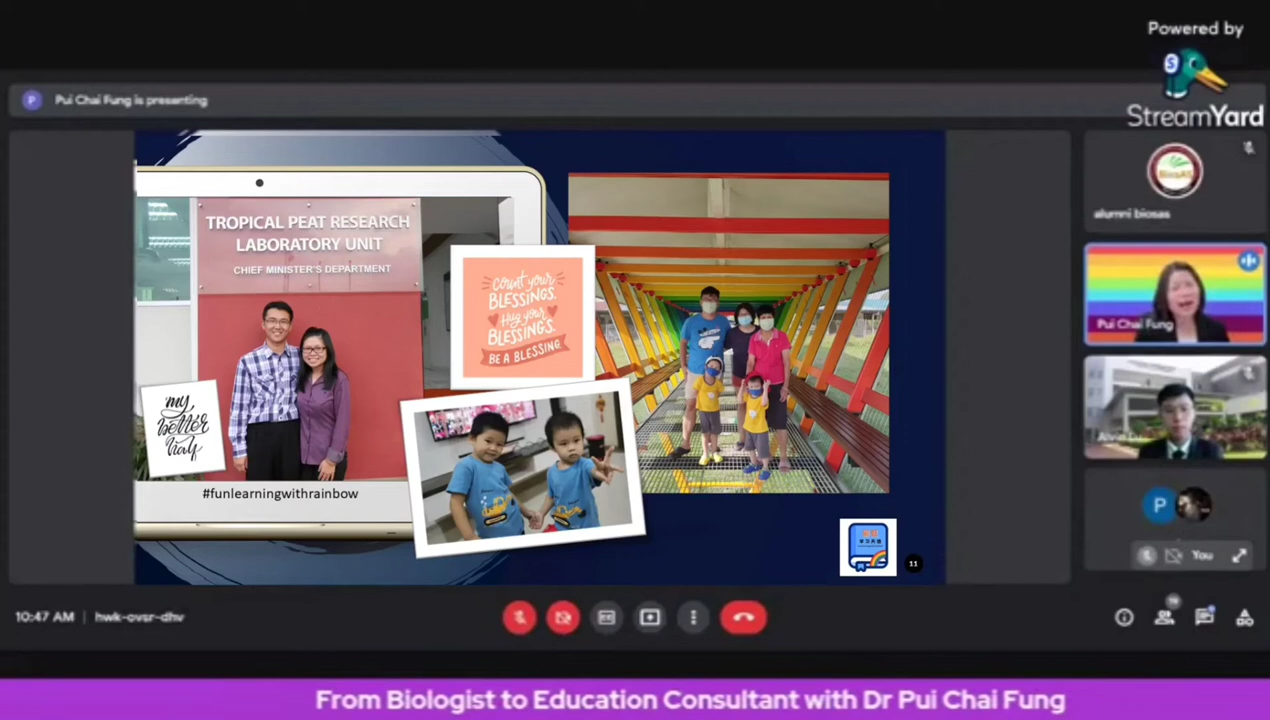 Powered by
StreamYard
P
Pui Chai Fung is presenting
TROPICAL PEAT RESEARCH
LABORATORY UNIT
CHIEF MINISTER'S DEPARTMENT
my
better
half
#funlearningwithrainbow
Count your
BLESSINGS.
Hug your
BLESSINGS.
BE A BLESSING
11
BiosAS
alumni biosas
Pui Chai Fung
P
You
10:47 AM | hwk-ovsr-dhv
From Biologist to Education Consultant with Dr Pui Chai Fung